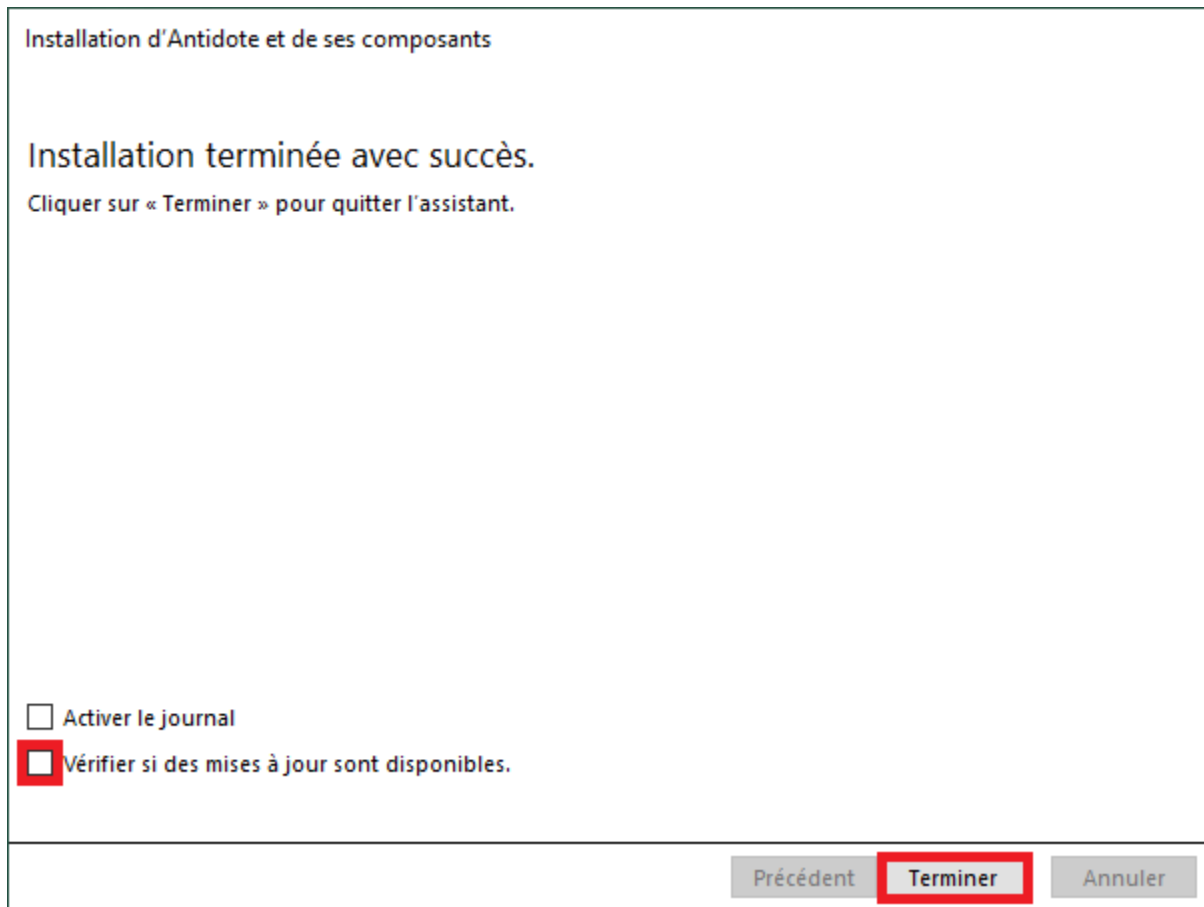 Installation d’Antidote et de ses composants
Installation terminée avec succès.
Cliquer sur « Terminer » pour quitter l’assistant.
Activer le journal
Vérifier si des mises à jour sont disponibles.
Précédent Terminer Annuler